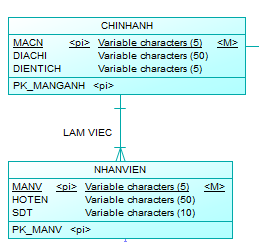 CHINHANH
MACN <pi> Variable characters (5) <M>
DIACHI Variable characters (50)
DIENTICH Variable characters (5)
PK_MANGANH <pi>
LAM VIEC
NHANVIEN
MANV <pi> Variable characters (5) <M>
HOTEN Variable characters (50)
SDT Variable characters (10)
PK_MANV <pi>